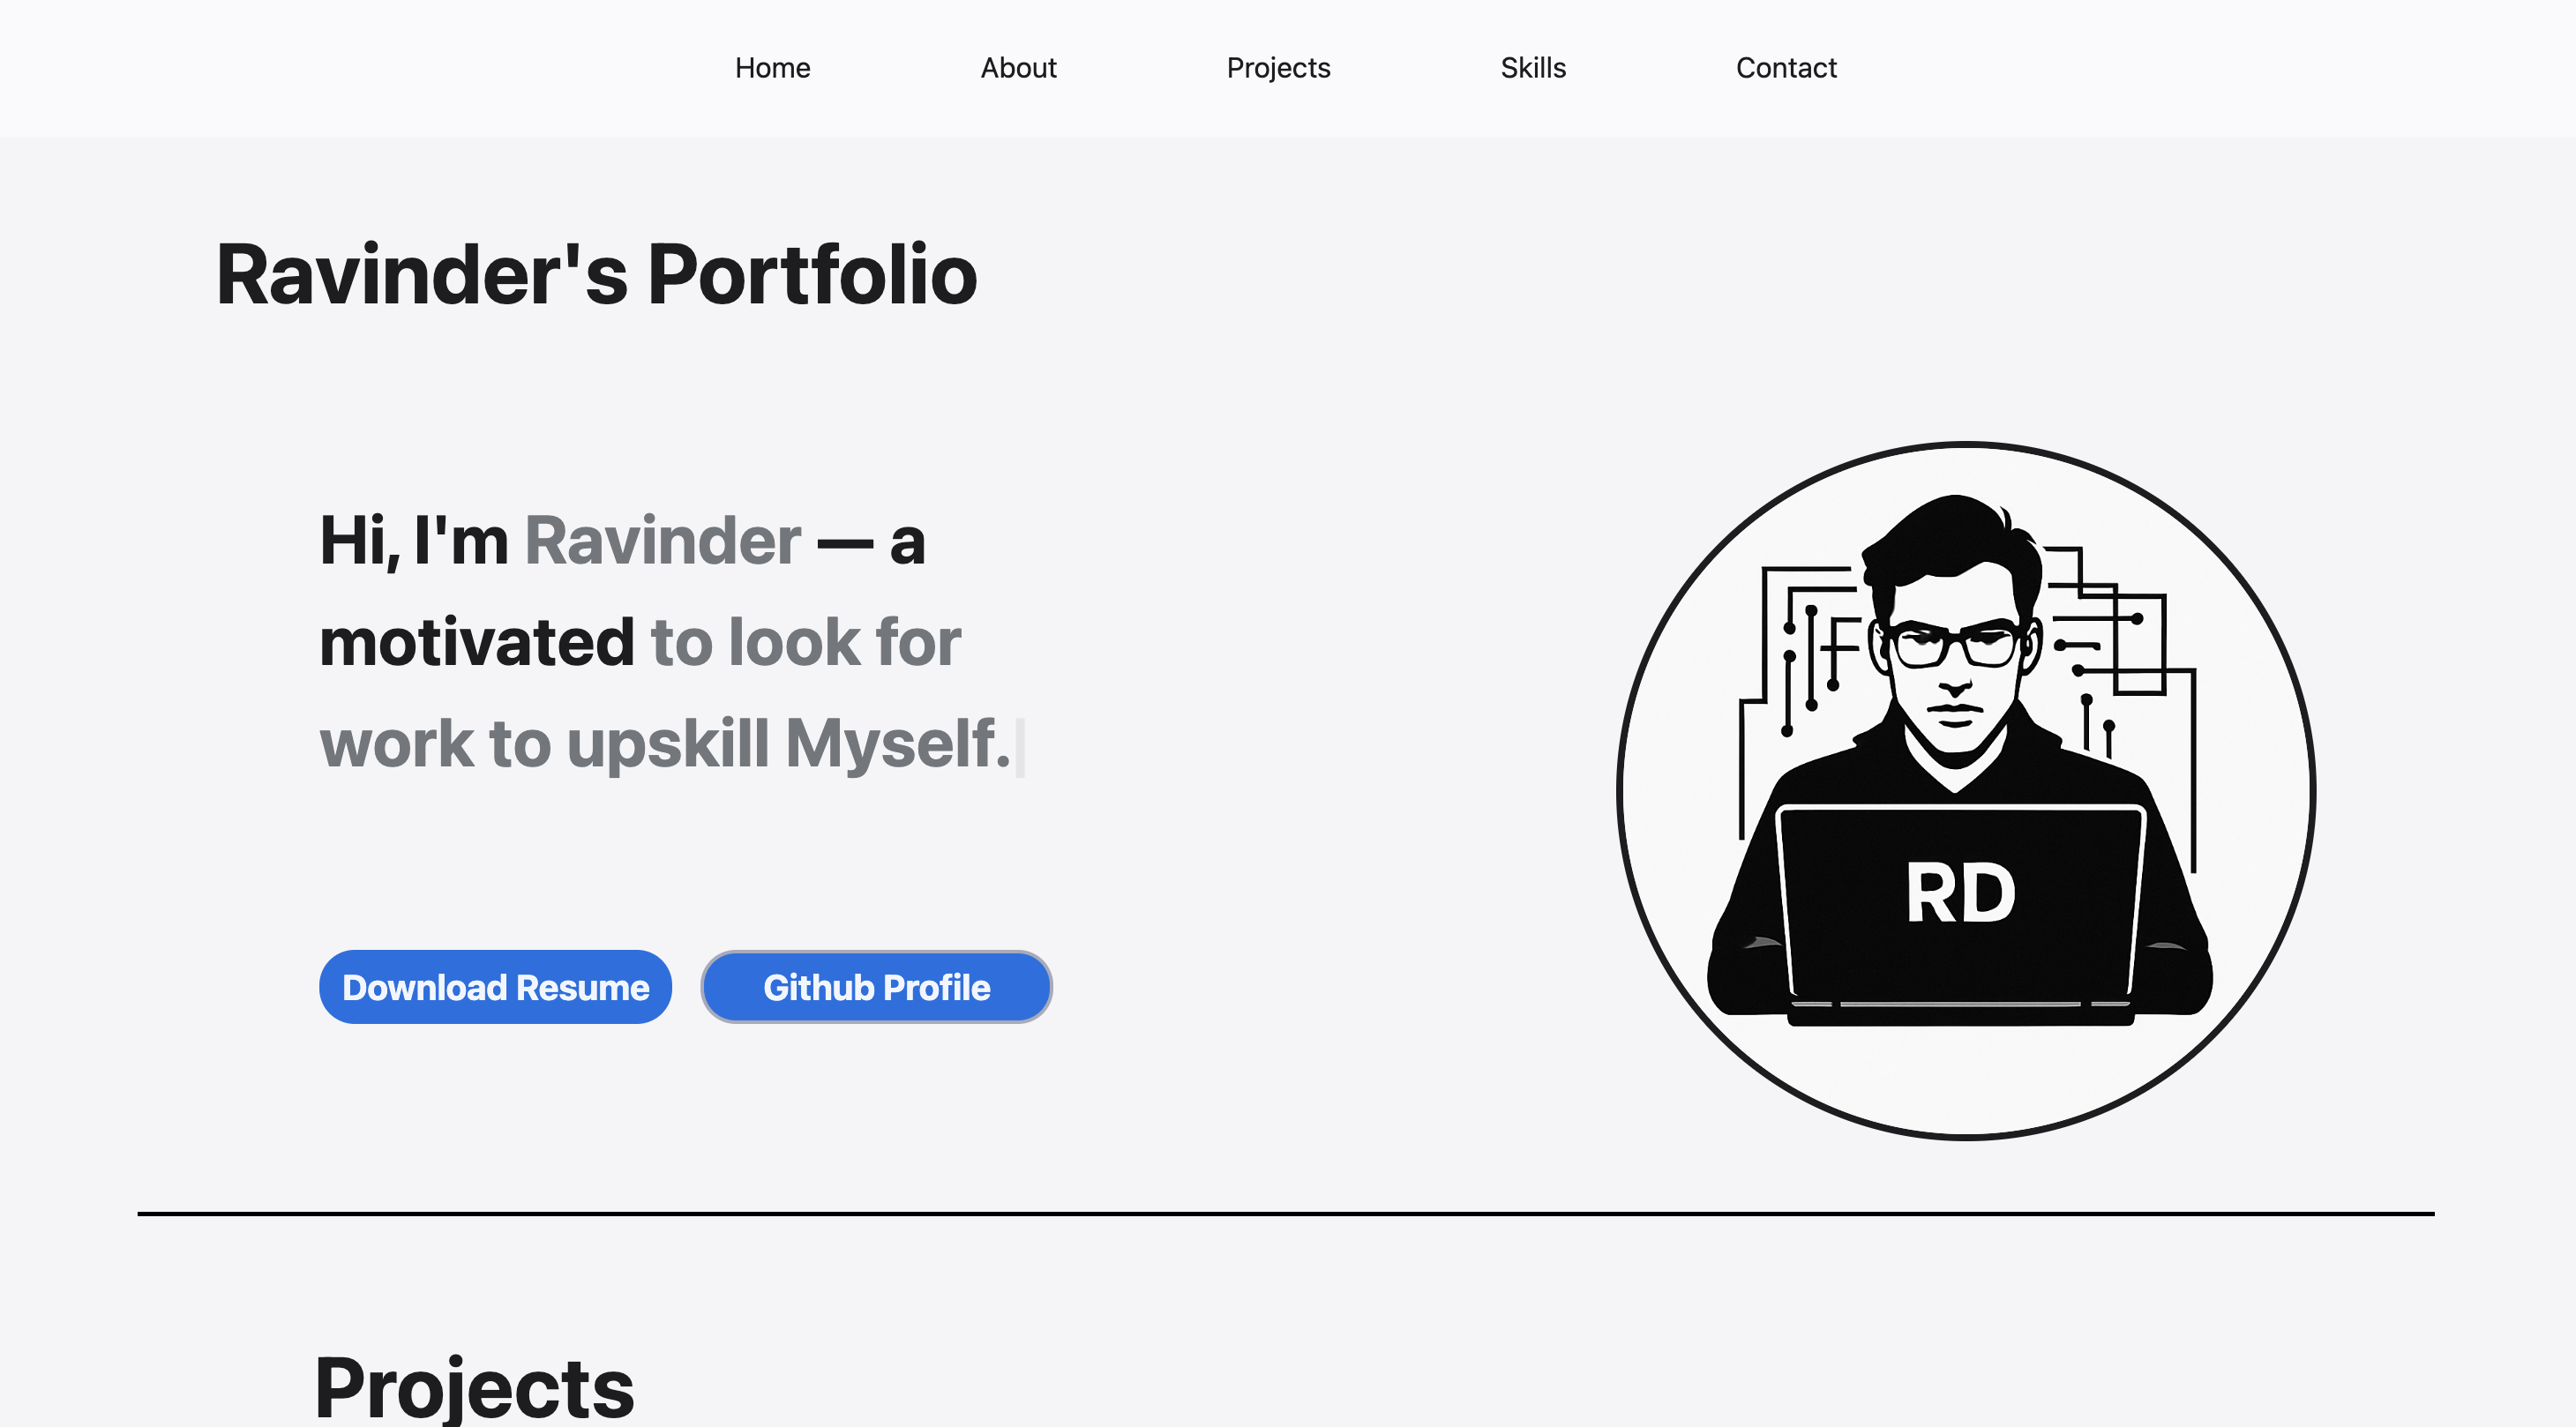 Home About Projects Skills Contact
Ravinder's Portfolio
Hi, I'm Ravinder — a
motivated to look for
work to upskill Myself.
Download Resume Github Profile
RD
Projects